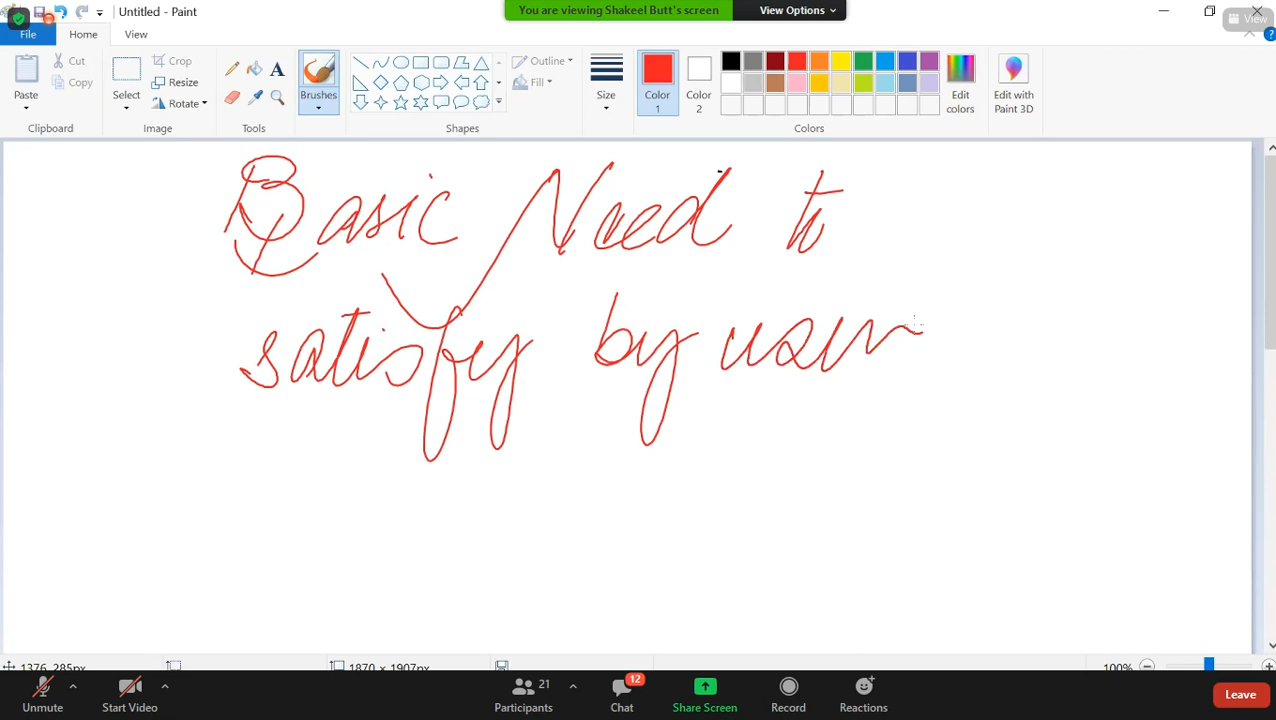 Untitled - Paint
You are viewing Shakeel Butt's screen
View Options
View
File
Home
View
Paste
Cut
Copy
Clipboard
Select
Crop
Resize
Rotate
Image
A
Tools
Brushes
Shapes
Outline
Fill
Size
Color 1
Color 2
Colors
Edit colors
Edit with Paint 3D
Basic Need to
satisfy by user
1376, 285px
1870 × 1907px
100%
Unmute
Start Video
21
Participants
12
Chat
Share Screen
Record
Reactions
Leave